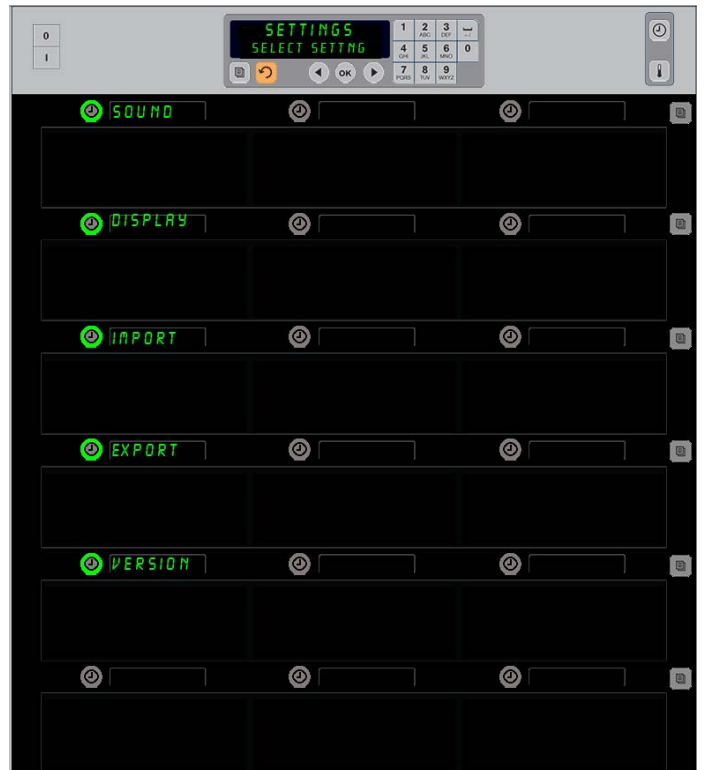 0
I
SETTINGS
SELECT SETTNG
1 2 ABC 3 DEF
4 GHI 5 JKL 6 MNO 0
7 PQRS 8 TUV 9 WXYZ
OK
SOUND
DISPLAY
IMPORT
EXPORT
VERSION